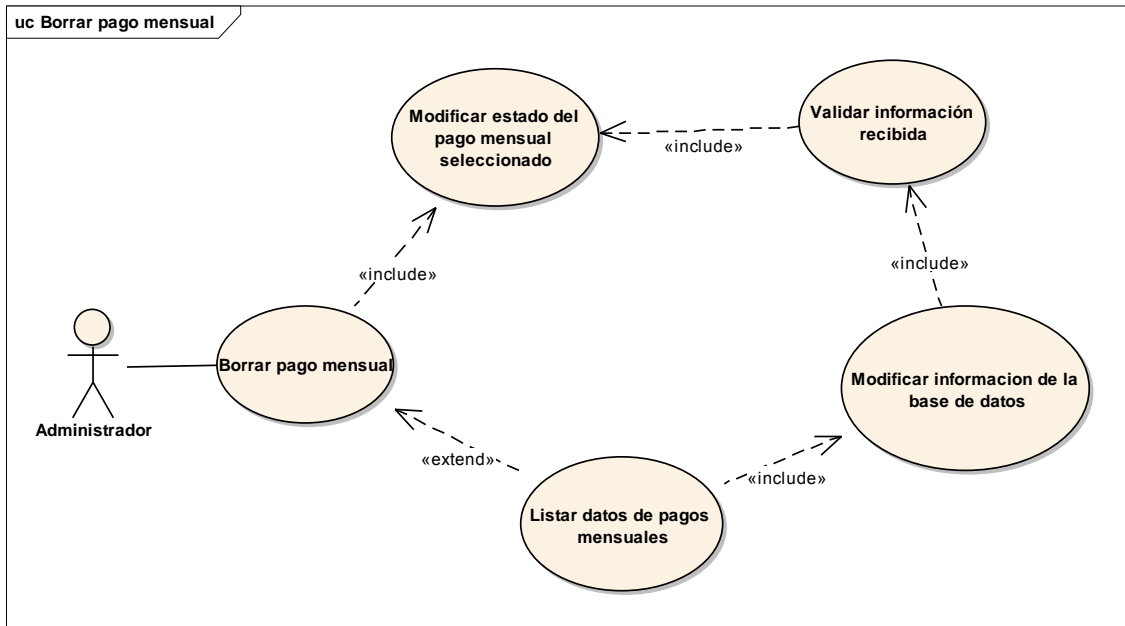 uc Borrar pago mensual
Modificar estado del
pago mensual
seleccionado
Validar información
recibida
«include»
«include»
«include»
Administrador
Borrar pago mensual
Modificar informacion de la
base de datos
«extend»
«include»
Listar datos de pagos
mensuales